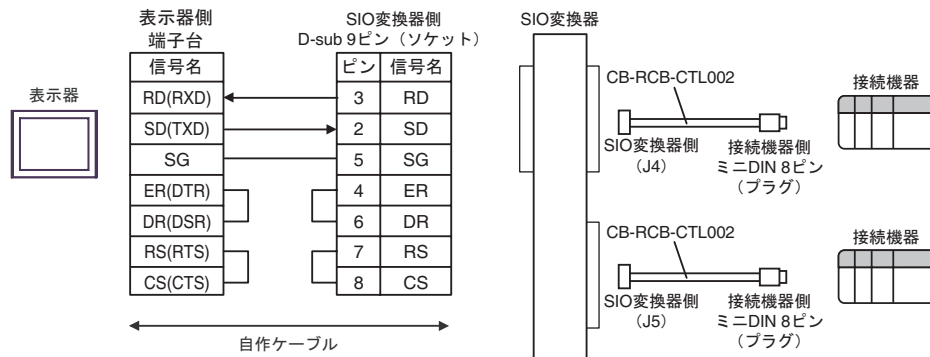 表示器
表示器側
端子台
信号名
RD(RXD)
SD(TXD)
SG
ER(DTR)
DR(DSR)
RS(RTS)
CS(CTS)
SIO変換器側
D-sub 9ピン（ソケット）
ピン 信号名
3 RD
2 SD
5 SG
4 ER
6 DR
7 RS
8 CS
自作ケーブル
SIO変換器
CB-RCB-CTL002
SIO変換器側
（J4）
接続機器側
ミニDIN 8ピン
（プラグ）
接続機器
CB-RCB-CTL002
SIO変換器側
（J5）
接続機器側
ミニDIN 8ピン
（プラグ）
接続機器